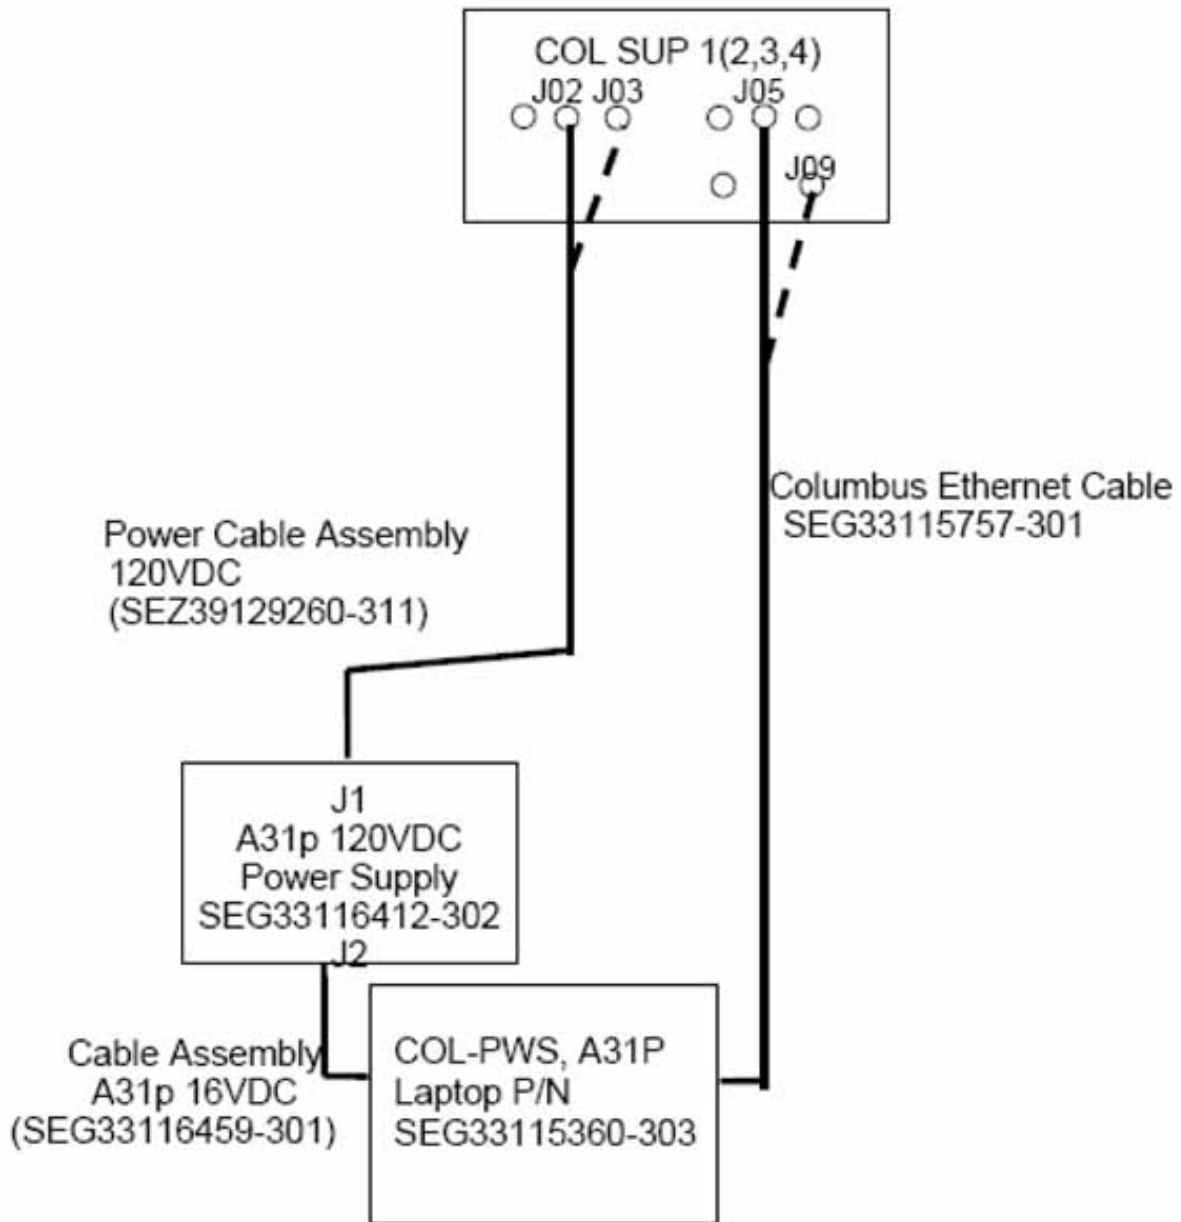 COL SUP 1(2,3,4)
J02 J03 J05
J09
Columbus Ethernet Cable
SEG33115757-301
Power Cable Assembly
120VDC
(SEZ39129260-311)
J1
A31p 120VDC
Power Supply
SEG33116412-302
J2
Cable Assembly
A31p 16VDC
(SEG33116459-301)
COL-PWS, A31P
Laptop P/N
SEG33115360-303